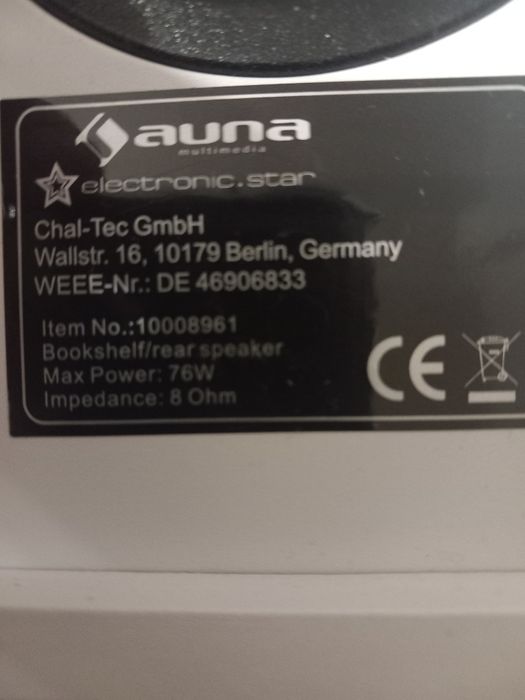 auna
multimedia
electronic.star
Chal-Tec GmbH
Wallstr. 16, 10179 Berlin, Germany
WEEE-Nr.: DE 46906833
Item No.:10008961
Bookshelf/rear speaker
Max Power: 76W
Impedance: 8 Ohm
CE